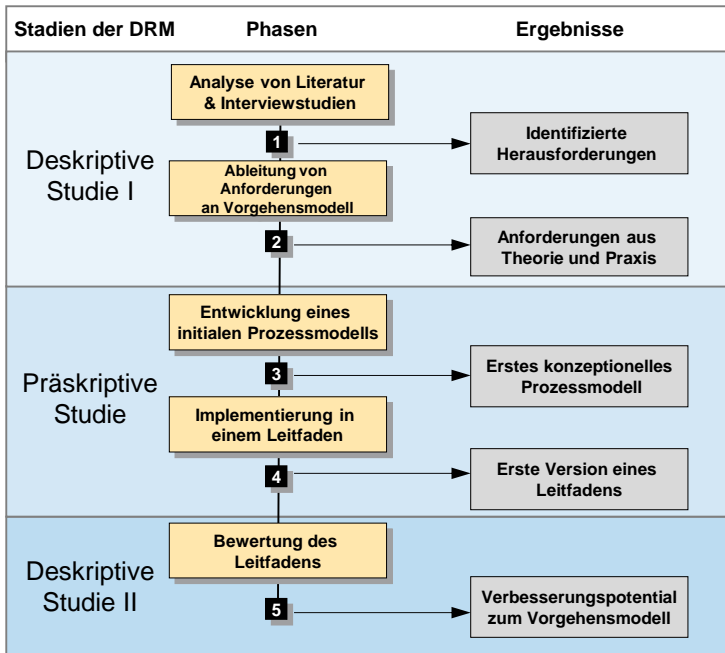 Stadien der DRM
Phasen
Ergebnisse
Deskriptive
Studie I
Analyse von Literatur
& Interviewstudien
1
Identifizierte
Herausforderungen
Ableitung von
Anforderungen
an Vorgehensmodell
2
Anforderungen aus
Theorie und Praxis
Präskriptive
Studie
Entwicklung eines
initialen Prozessmodells
3
Erstes konzeptionelles
Prozessmodell
Implementierung in
einem Leitfaden
4
Erste Version eines
Leitfadens
Deskriptive
Studie II
Bewertung des
Leitfadens
5
Verbesserungspotential
zum Vorgehensmodell